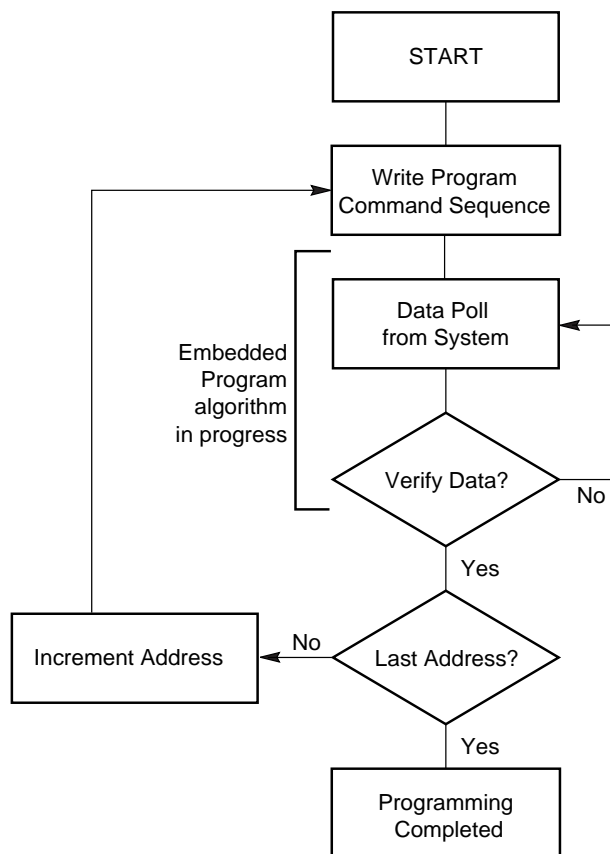 START
Write Program
Command Sequence
Data Poll
from System
Embedded
Program
algorithm
in progress
Verify Data?
No
Yes
Last Address?
No
Increment Address
Yes
Programming
Completed